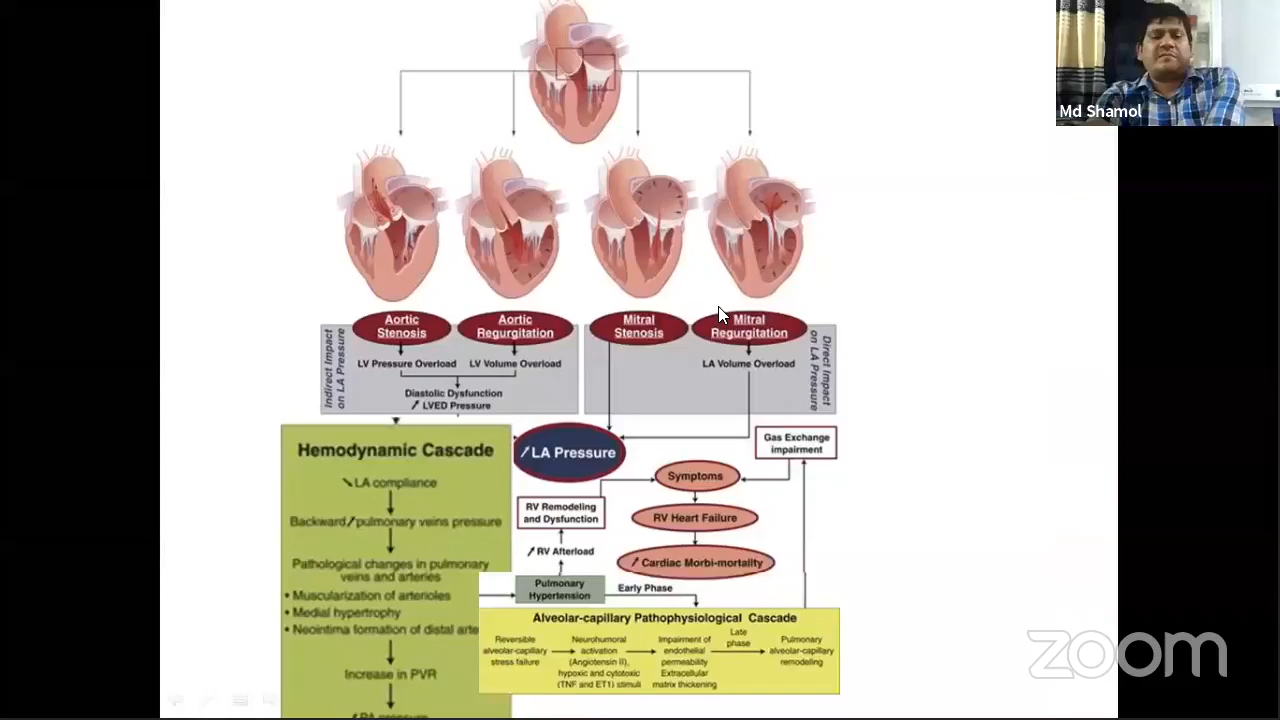 Md Shamol
Aortic
Stenosis
Aortic
Regurgitation
Mitral
Stenosis
Mitral
Regurgitation
Indirect Impact
on LA Pressure
LV Pressure Overload
LV Volume Overload
LA Volume Overload
Direct Impact
on LA Pressure
Diastolic Dysfunction
↗ LVED Pressure
Hemodynamic Cascade
↘ LA compliance
Backward ↗ pulmonary veins pressure
Pathological changes in pulmonary
veins and arteries
• Muscularization of arterioles
• Medial hypertrophy
• Neointima formation of distal arte
Increase in PVR
↗ LA Pressure
Gas Exchange
impairment
Symptoms
RV Remodeling
and Dysfunction
RV Heart Failure
↗ RV Afterload
↗ Cardiac Morbi-mortality
Pulmonary
Hypertension
Early Phase
Alveolar-capillary Pathophysiological Cascade
Reversible
alveolar-capillary
stress failure
Neurohumoral
activation
(Angiotensin II),
hypoxic and cytotoxic
(TNF and ET1) stimuli
Impairment of
endothelial
permeability
Extracellular
matrix thickening
Late
phase
Pulmonary
alveolar-capillary
remodeling
zoom